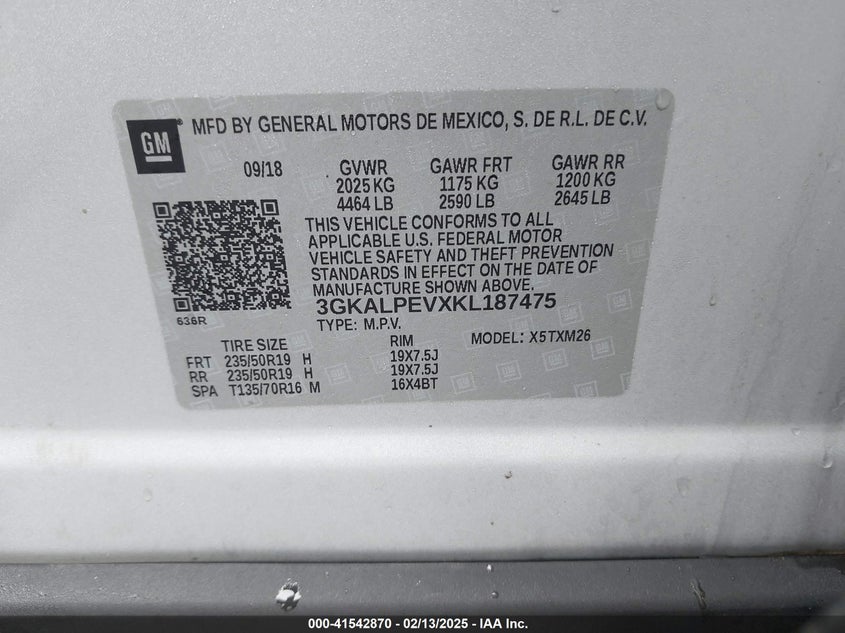 GM
MFD BY GENERAL MOTORS DE MEXICO, S. DE R.L. DE C.V.
09/18 GVWR GAWR FRT GAWR RR
2025 KG 1175 KG 1200 KG
4464 LB 2590 LB 2645 LB
THIS VEHICLE CONFORMS TO ALL
APPLICABLE U.S. FEDERAL MOTOR
VEHICLE SAFETY AND THEFT PREVENTION
STANDARDS IN EFFECT ON THE DATE OF
MANUFACTURE SHOWN ABOVE.
3GKALPEVXKL187475
636R
TYPE: M.P.V. MODEL: X5TXM26
TIRE SIZE RIM
FRT 235/50R19 H 19X7.5J
RR 235/50R19 H 19X7.5J
SPA T135/70R16 M 16X4BT
000-41542870 - 02/13/2025 - IAA Inc.